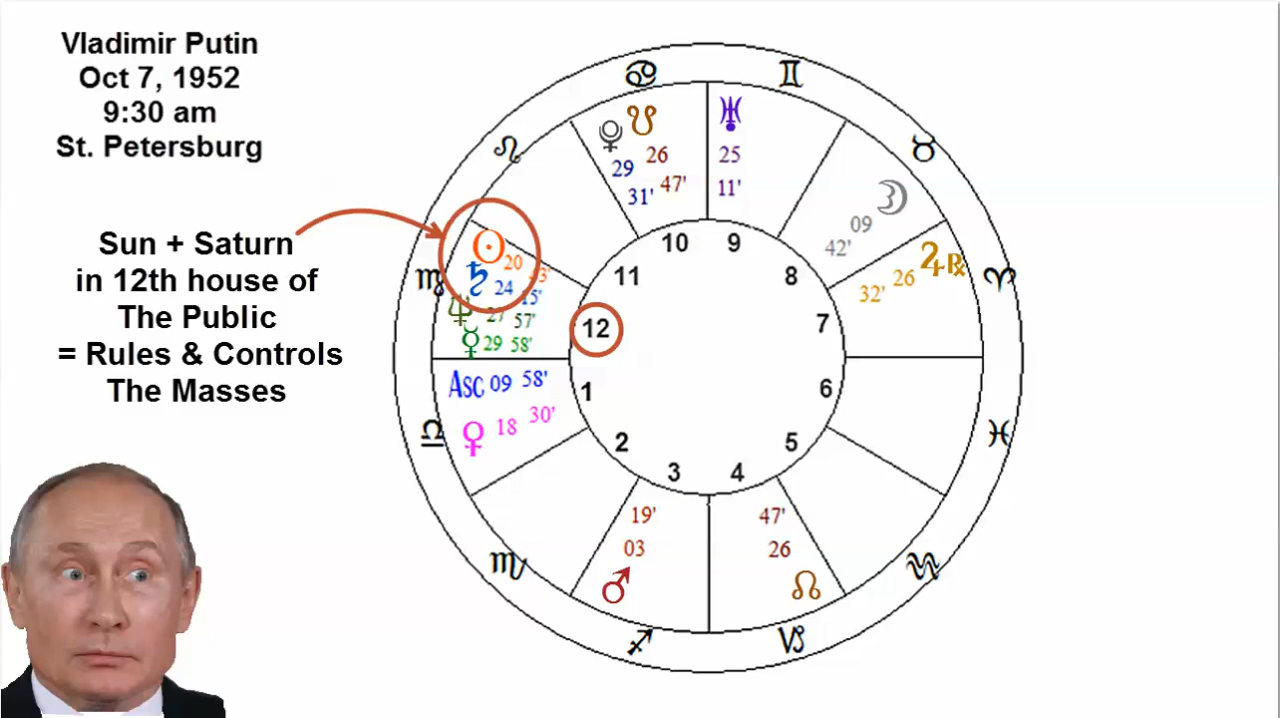 Vladimir Putin
Oct 7, 1952
9:30 am
St. Petersburg
Sun + Saturn
in 12th house of
The Public
= Rules & Controls
The Masses
♋ ♊
♌ ♉
♍ ♈
♎ ♓
♏ ♒
♐ ♑
♇ ☋
29 26
31' 47'
♅
25
11'
☽
09
42'
♃ ℞
26
32'
☉ 20 43'
♄ 24 15'
♆ 27 57'
☿ 29 58'
Asc 09 58'
♀ 18 30'
19'
03
♂
47'
26
☊
10 9
11 8
12 7
1 6
2 5
3 4